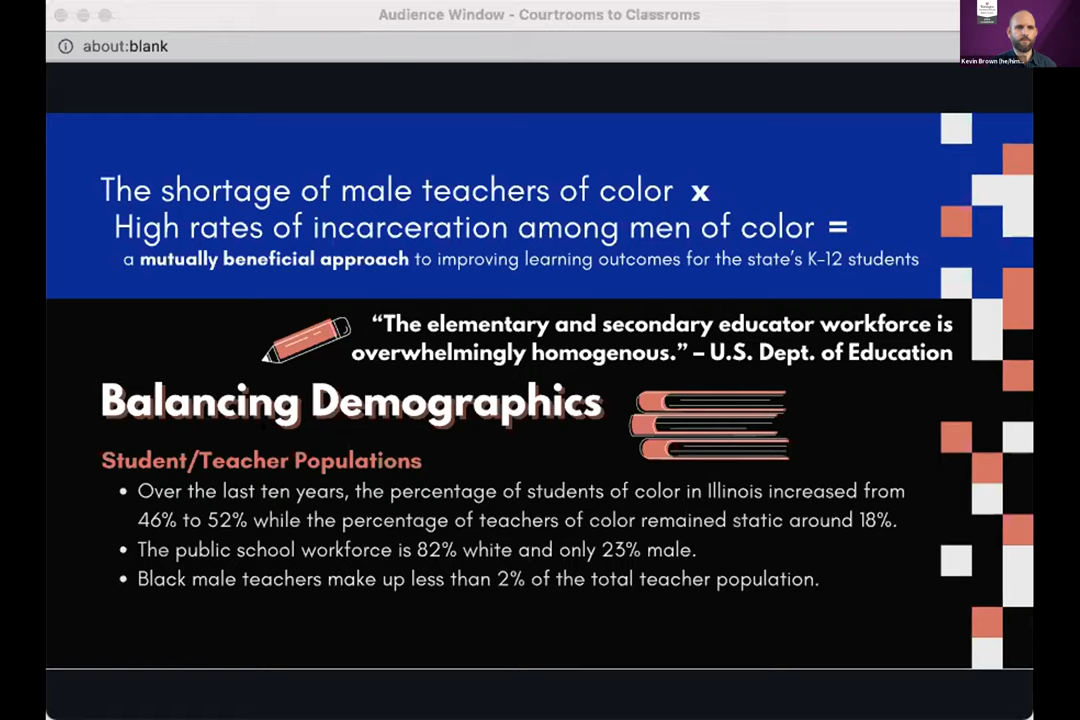 Audience Window - Courtrooms to Classroms
about:blank
Kevin Brown (he/him...
The shortage of male teachers of color x
High rates of incarceration among men of color =
a mutually beneficial approach to improving learning outcomes for the state's K-12 students
“The elementary and secondary educator workforce is
overwhelmingly homogenous.” – U.S. Dept. of Education
Balancing Demographics
Student/Teacher Populations
• Over the last ten years, the percentage of students of color in Illinois increased from
46% to 52% while the percentage of teachers of color remained static around 18%.
• The public school workforce is 82% white and only 23% male.
• Black male teachers make up less than 2% of the total teacher population.